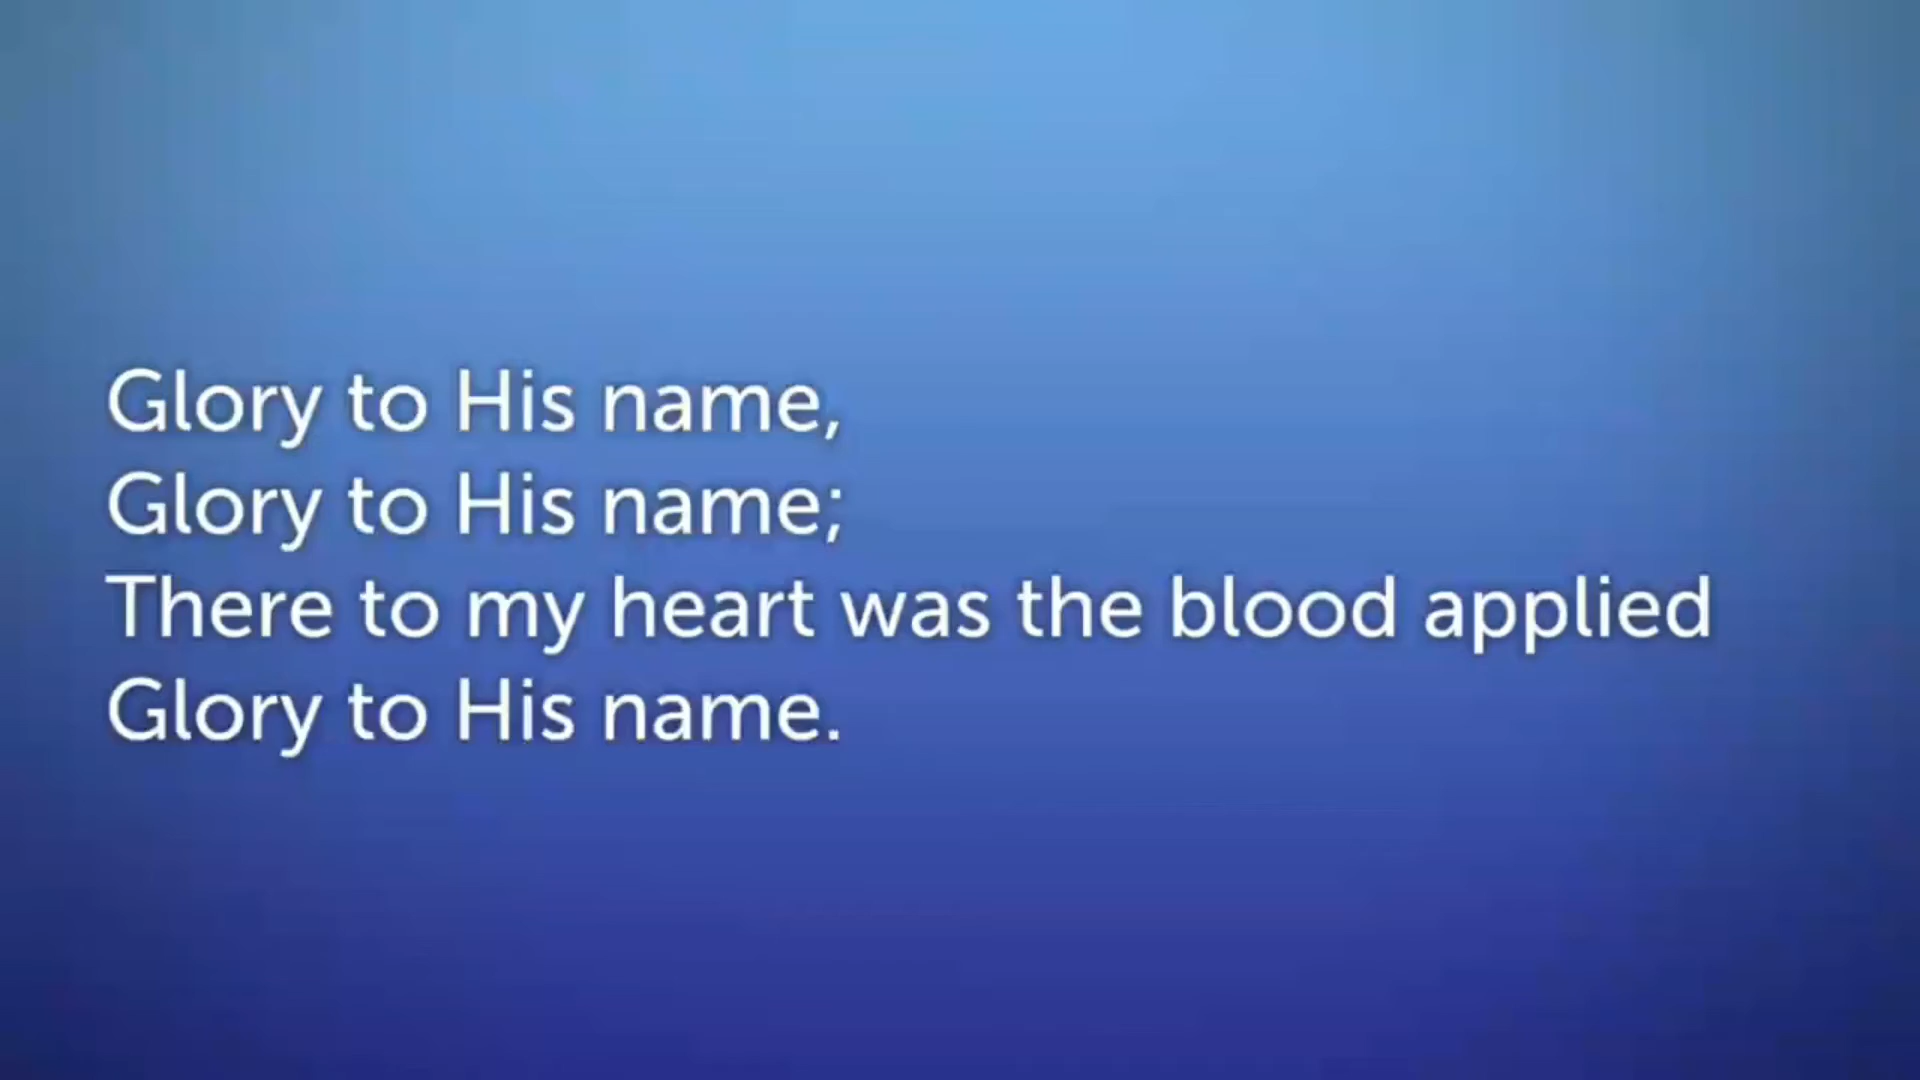 Glory to His name,
Glory to His name;
There to my heart was the blood applied
Glory to His name.